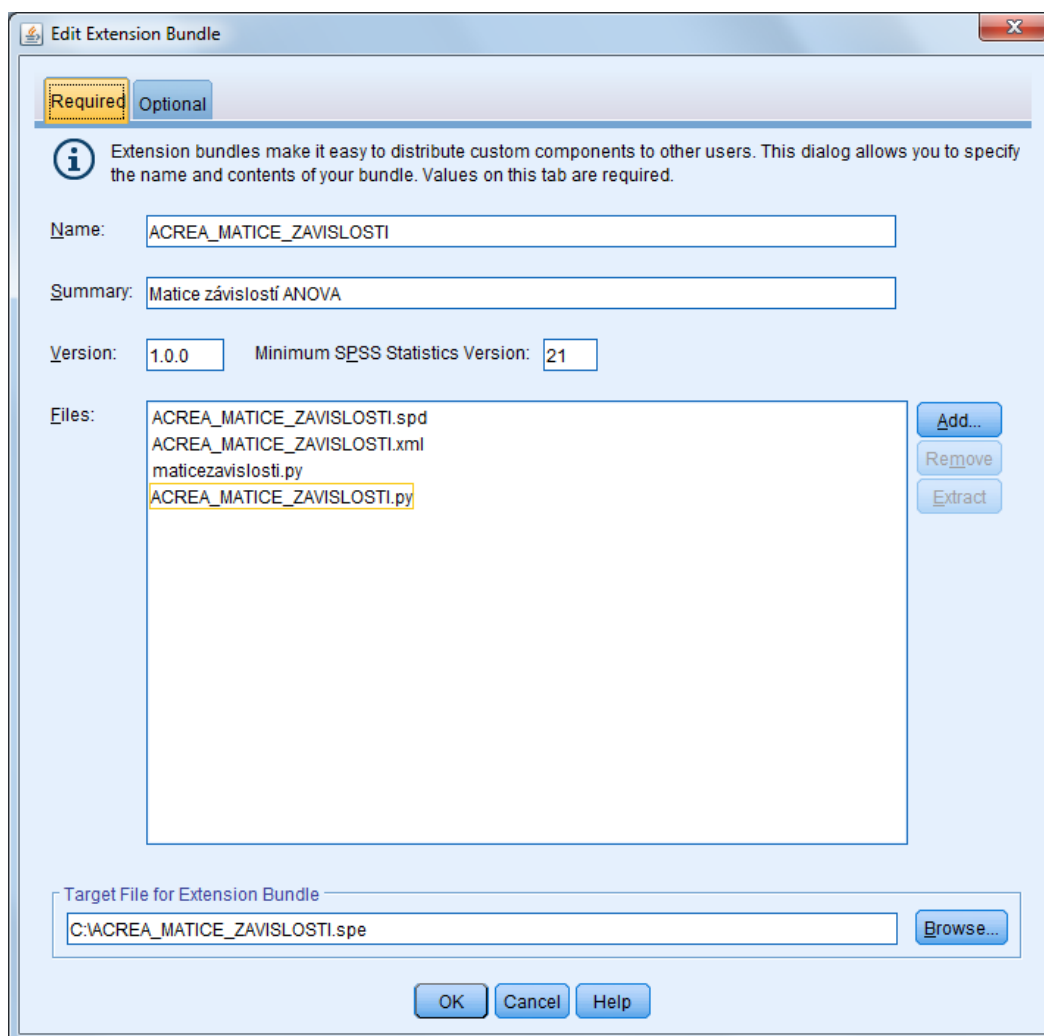 Edit Extension Bundle
Required Optional
Extension bundles make it easy to distribute custom components to other users. This dialog allows you to specify
the name and contents of your bundle. Values on this tab are required.
Name: ACREA_MATICE_ZAVISLOSTI
Summary: Matice závislostí ANOVA
Version: 1.0.0 Minimum SPSS Statistics Version: 21
Files:
ACREA_MATICE_ZAVISLOSTI.spd
ACREA_MATICE_ZAVISLOSTI.xml
maticezavislosti.py
ACREA_MATICE_ZAVISLOSTI.py
Add...
Remove
Extract
Target File for Extension Bundle
C:\ACREA_MATICE_ZAVISLOSTI.spe Browse...
OK Cancel Help